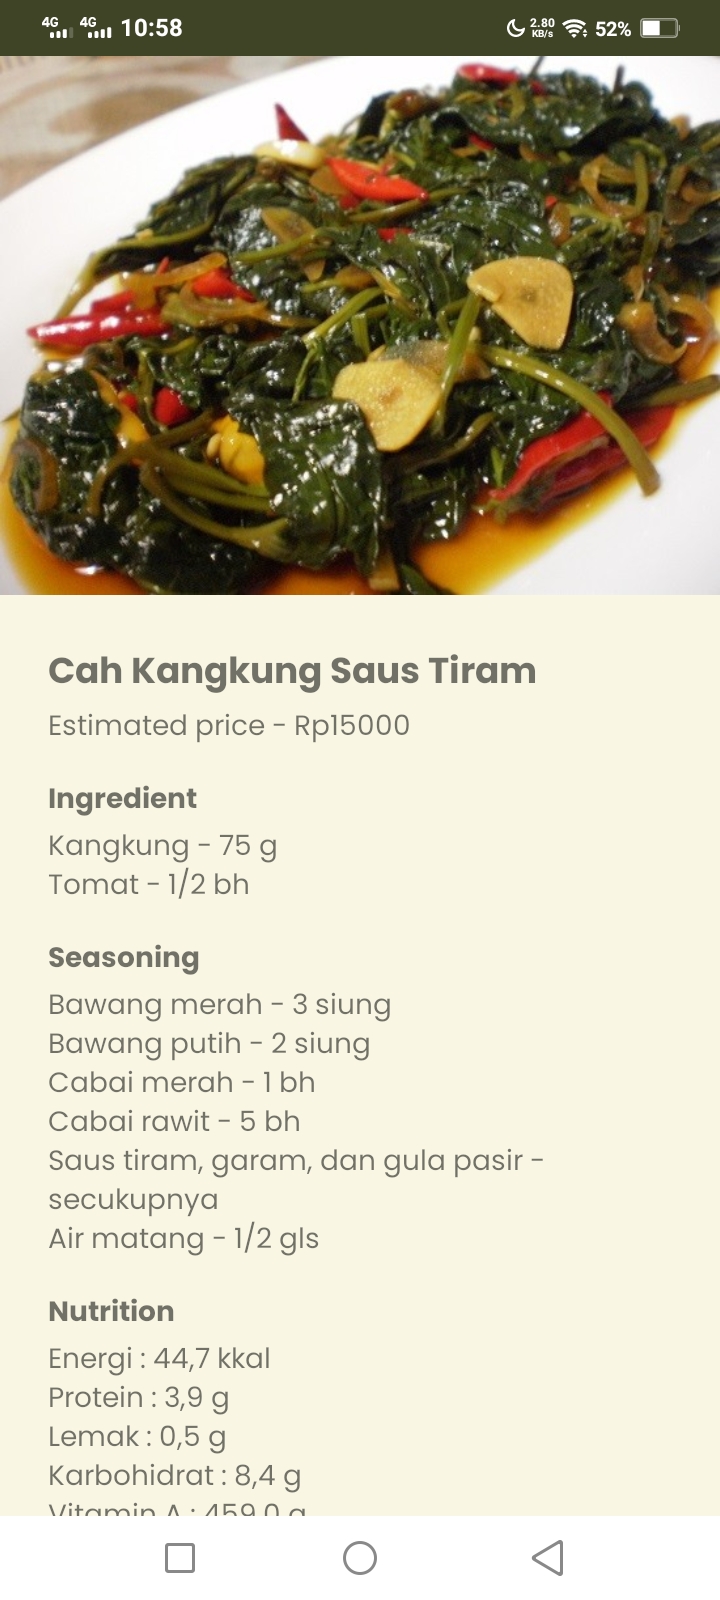 4G 4G 10:58 2.80 KB/s 52%
Cah Kangkung Saus Tiram
Estimated price - Rp15000
Ingredient
Kangkung - 75 g
Tomat - 1/2 bh
Seasoning
Bawang merah - 3 siung
Bawang putih - 2 siung
Cabai merah - 1 bh
Cabai rawit - 5 bh
Saus tiram, garam, dan gula pasir -
secukupnya
Air matang - 1/2 gls
Nutrition
Energi : 44,7 kkal
Protein : 3,9 g
Lemak : 0,5 g
Karbohidrat : 8,4 g
Vitamin A : 459,0 g